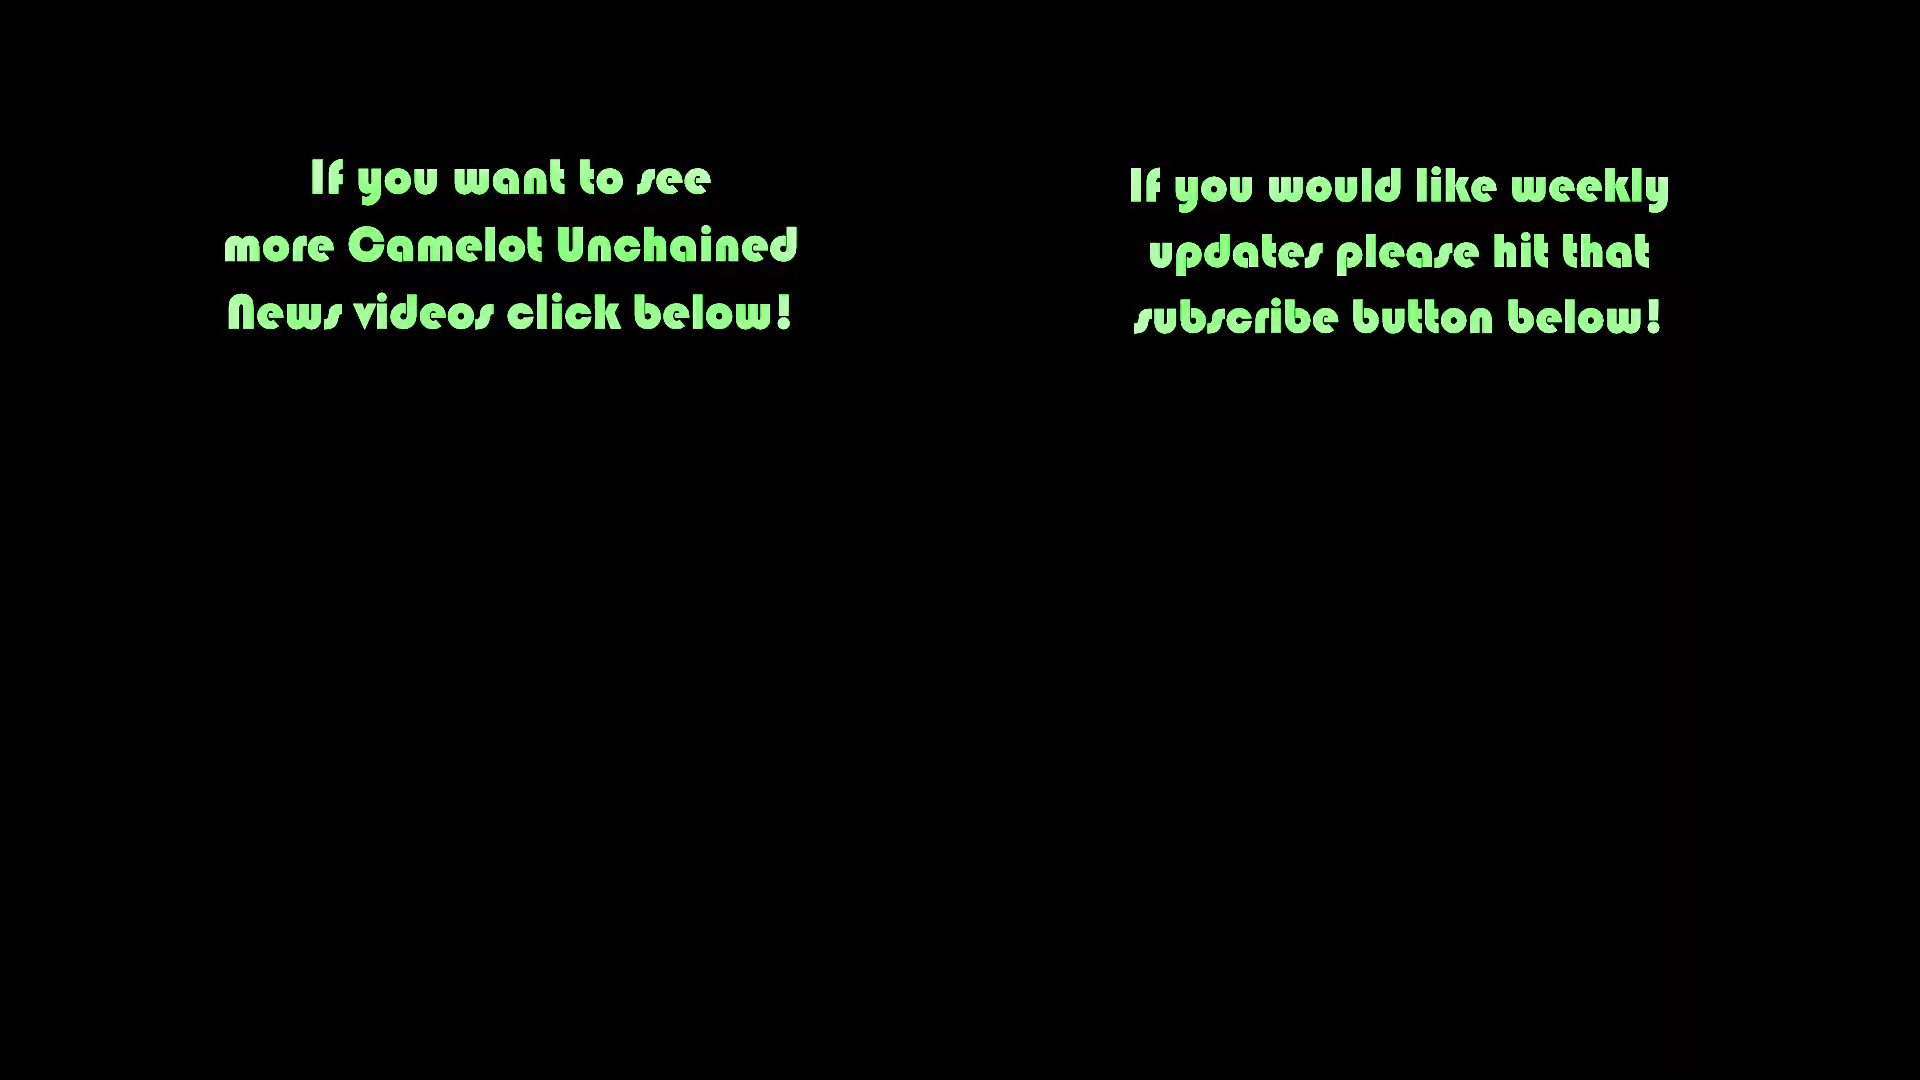 If you want to see
more Camelot Unchained
News videos click below!
If you would like weekly
updates please hit that
subscribe button below!